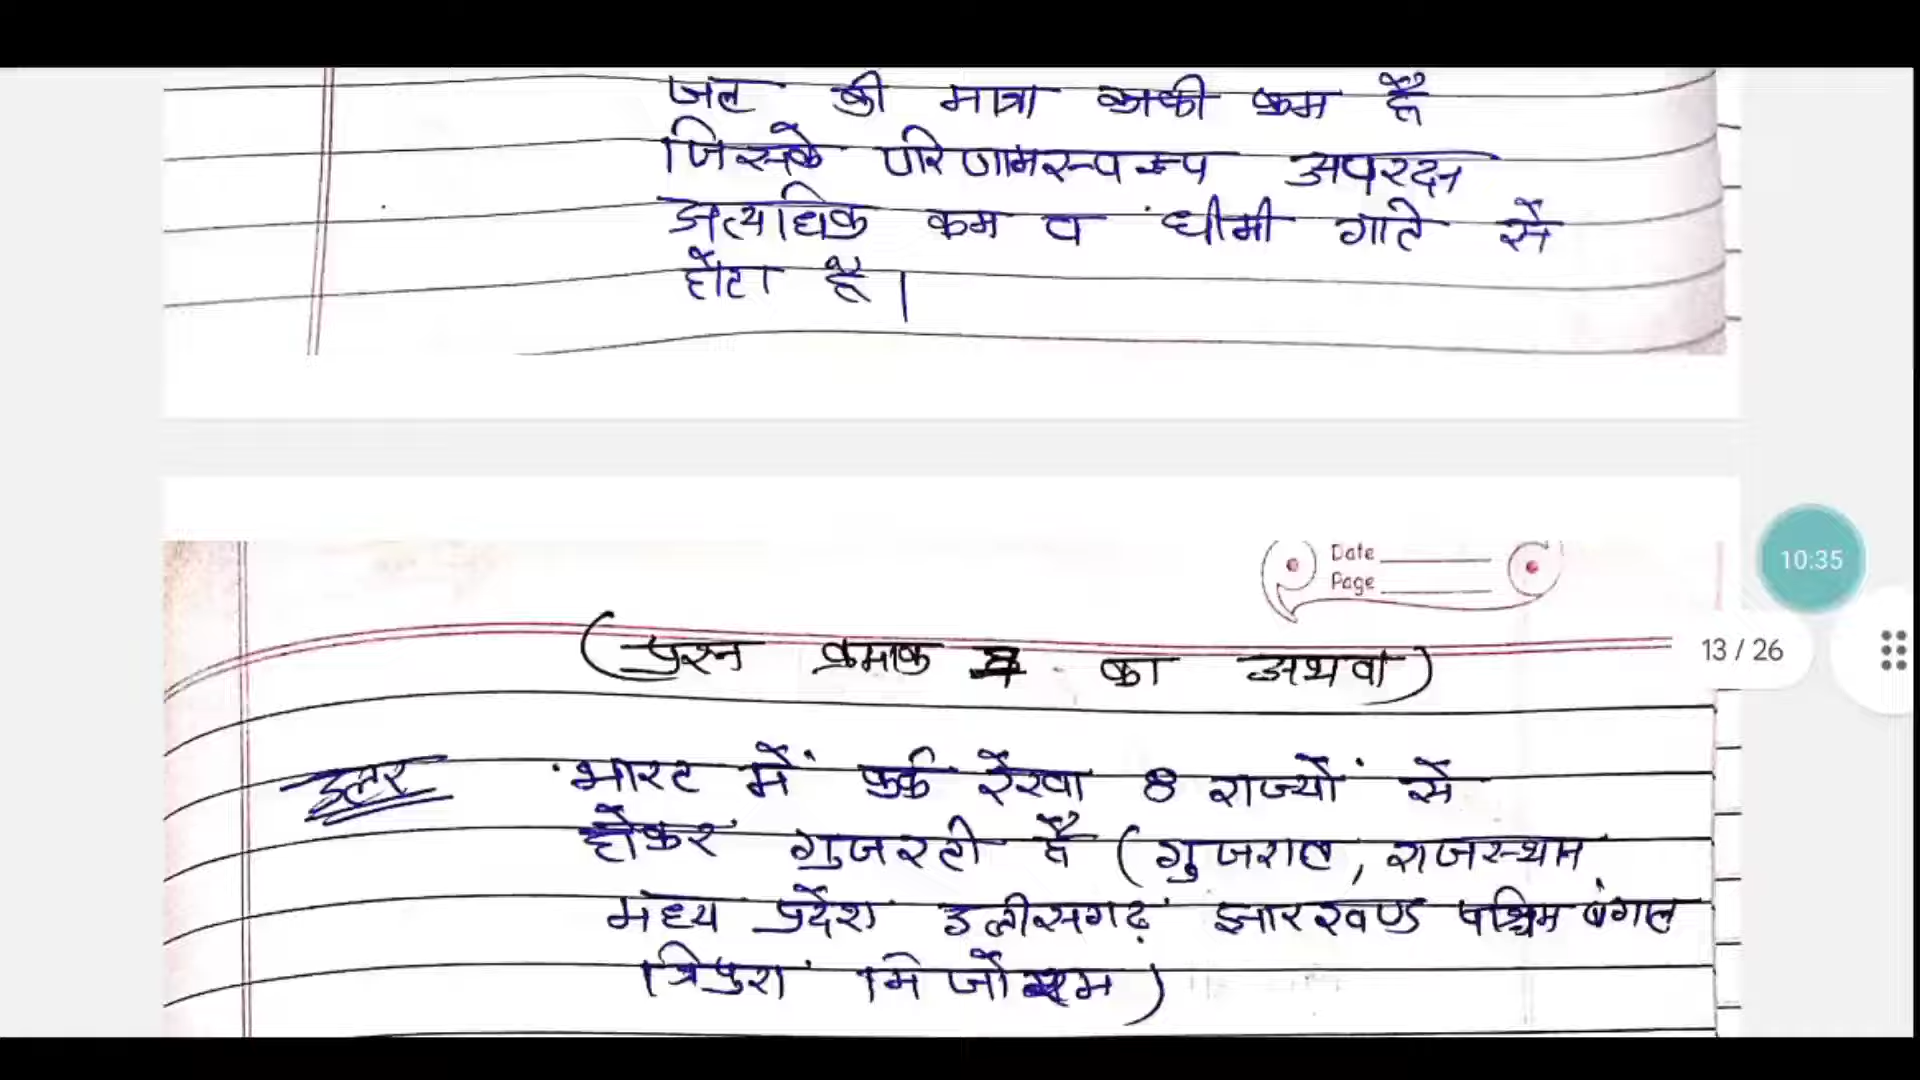 जल की मात्रा काफी कम है
जिसके परिणामस्वरूप अपरदन
अत्यधिक कम व धीमी गति से
होता है।
Date
Page
10:35
13 / 26
(प्रश्न क्रमांक 7 का अथवा)
उत्तर भारत में कर्क रेखा 8 राज्यों से
होकर गुजरती है (गुजरात, राजस्थान
मध्य प्रदेश छत्तीसगढ़ झारखण्ड पश्चिम बंगाल
त्रिपुरा मिजोरम)